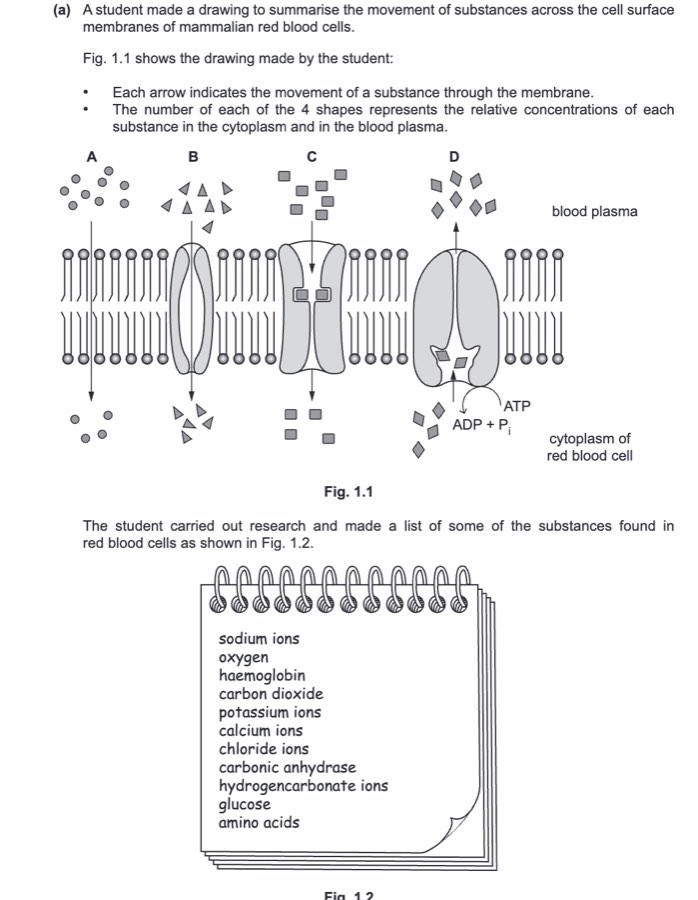 (a) A student made a drawing to summarise the movement of substances across the cell surface
membranes of mammalian red blood cells.
Fig. 1.1 shows the drawing made by the student:
• Each arrow indicates the movement of a substance through the membrane.
• The number of each of the 4 shapes represents the relative concentrations of each
substance in the cytoplasm and in the blood plasma.
A B C D
blood plasma
ATP
ADP + Pi
cytoplasm of
red blood cell
Fig. 1.1
The student carried out research and made a list of some of the substances found in
red blood cells as shown in Fig. 1.2.
sodium ions
oxygen
haemoglobin
carbon dioxide
potassium ions
calcium ions
chloride ions
carbonic anhydrase
hydrogencarbonate ions
glucose
amino acids
Fig. 1.2